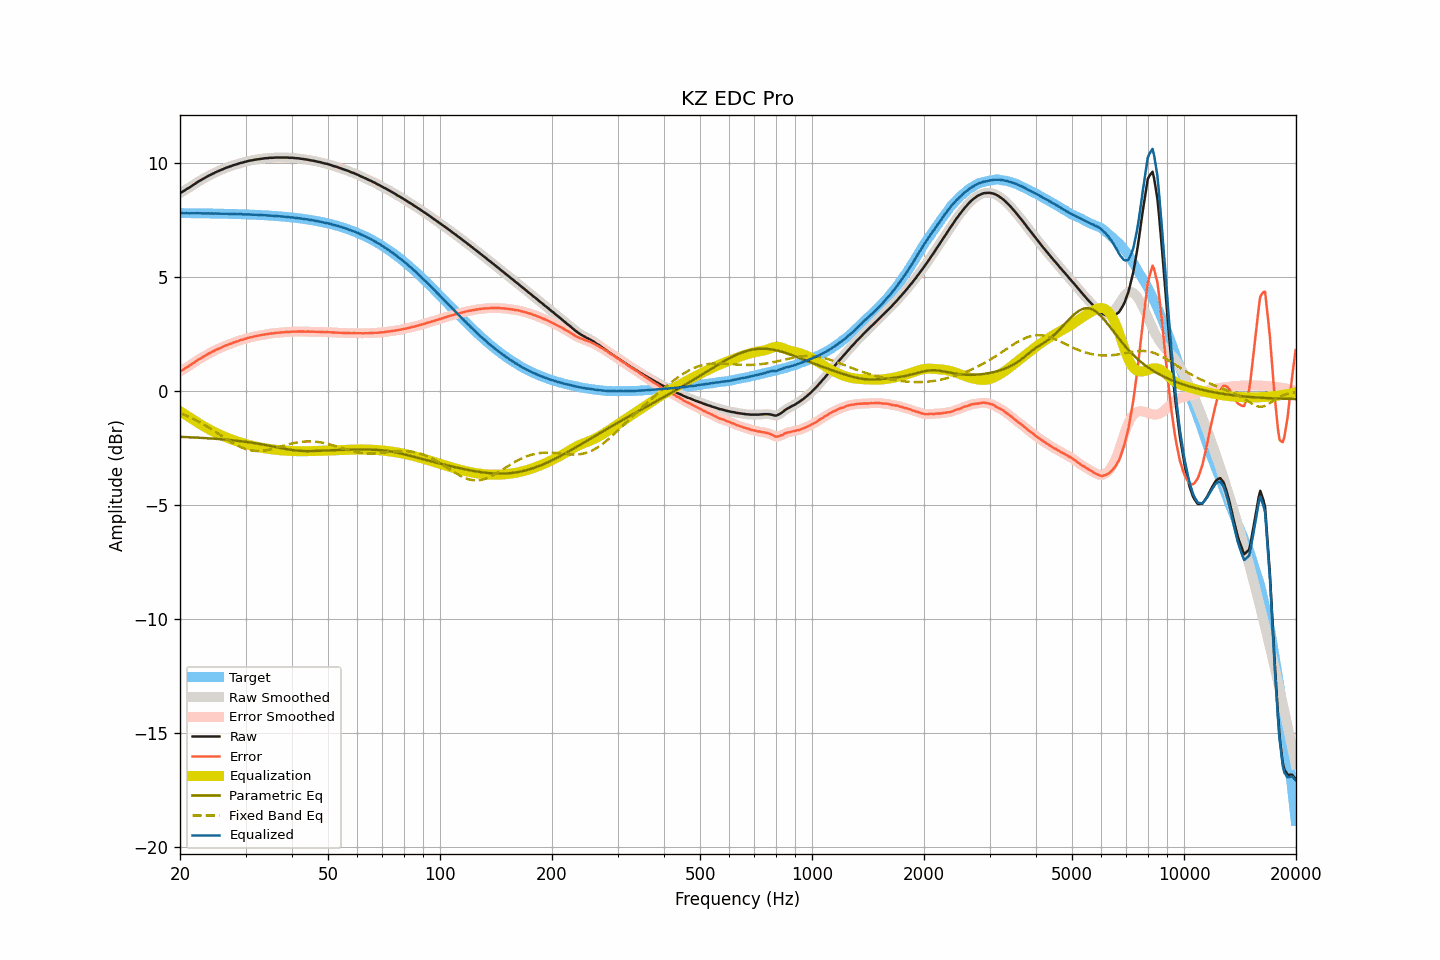 KZ EDC Pro
Amplitude (dBr)
10
5
0
−5
−10
−15
−20
Target
Raw Smoothed
Error Smoothed
Raw
Error
Equalization
Parametric Eq
Fixed Band Eq
Equalized
20 50 100 200 500 1000 2000 5000 10000 20000
Frequency (Hz)